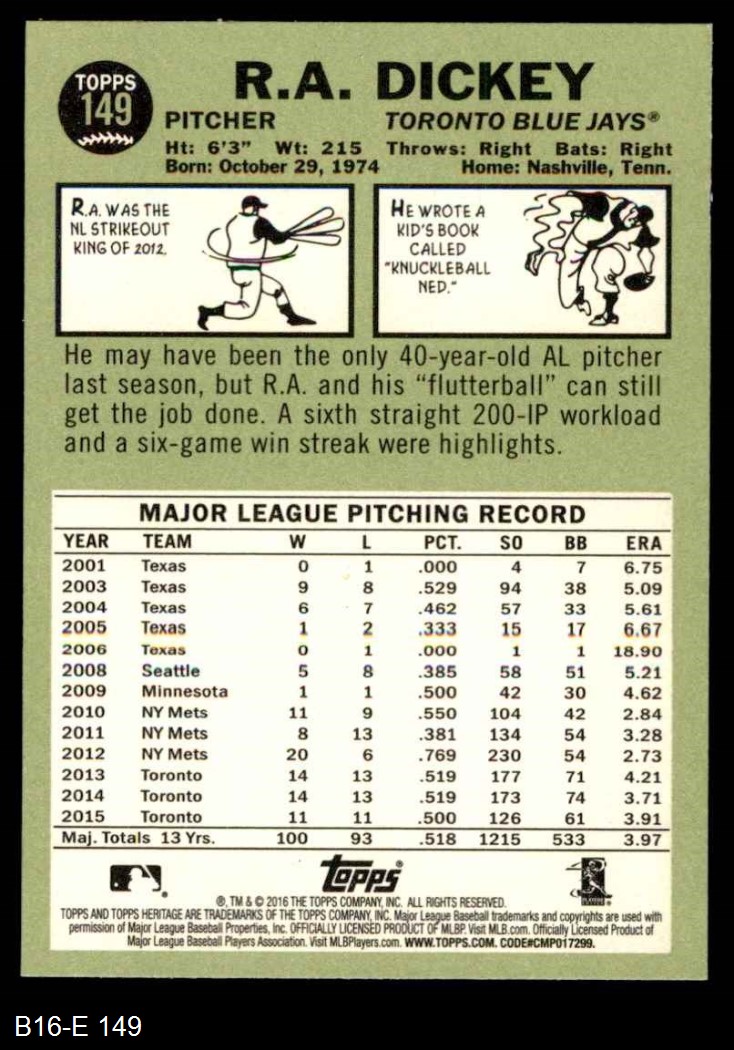 TOPPS
149
R.A. DICKEY
PITCHER TORONTO BLUE JAYS®
Ht: 6'3" Wt: 215 Throws: Right Bats: Right
Born: October 29, 1974 Home: Nashville, Tenn.
R.A. WAS THE
NL STRIKEOUT
KING OF 2012.
HE WROTE A
KID'S BOOK
CALLED
"KNUCKLEBALL
NED."
He may have been the only 40-year-old AL pitcher
last season, but R.A. and his "flutterball" can still
get the job done. A sixth straight 200-IP workload
and a six-game win streak were highlights.
MAJOR LEAGUE PITCHING RECORD
YEAR TEAM W L PCT. SO BB ERA
2001 Texas 0 1 .000 4 7 6.75
2003 Texas 9 8 .529 94 38 5.09
2004 Texas 6 7 .462 57 33 5.61
2005 Texas 1 2 .333 15 17 6.67
2006 Texas 0 1 .000 1 1 18.90
2008 Seattle 5 8 .385 58 51 5.21
2009 Minnesota 1 1 .500 42 30 4.62
2010 NY Mets 11 9 .550 104 42 2.84
2011 NY Mets 8 13 .381 134 54 3.28
2012 NY Mets 20 6 .769 230 54 2.73
2013 Toronto 14 13 .519 177 71 4.21
2014 Toronto 14 13 .519 173 74 3.71
2015 Toronto 11 11 .500 126 61 3.91
Maj. Totals 13 Yrs. 100 93 .518 1215 533 3.97
topps®
®, TM & © 2016 THE TOPPS COMPANY, INC. ALL RIGHTS RESERVED.
TOPPS AND TOPPS HERITAGE ARE TRADEMARKS OF THE TOPPS COMPANY, INC. Major League Baseball trademarks and copyrights are used with
permission of Major League Baseball Properties, Inc. OFFICIALLY LICENSED PRODUCT OF MLBP. Visit MLB.com. Officially Licensed Product of
Major League Baseball Players Association. Visit MLBPlayers.com. WWW.TOPPS.COM. CODE#CMP017299.
B16-E 149